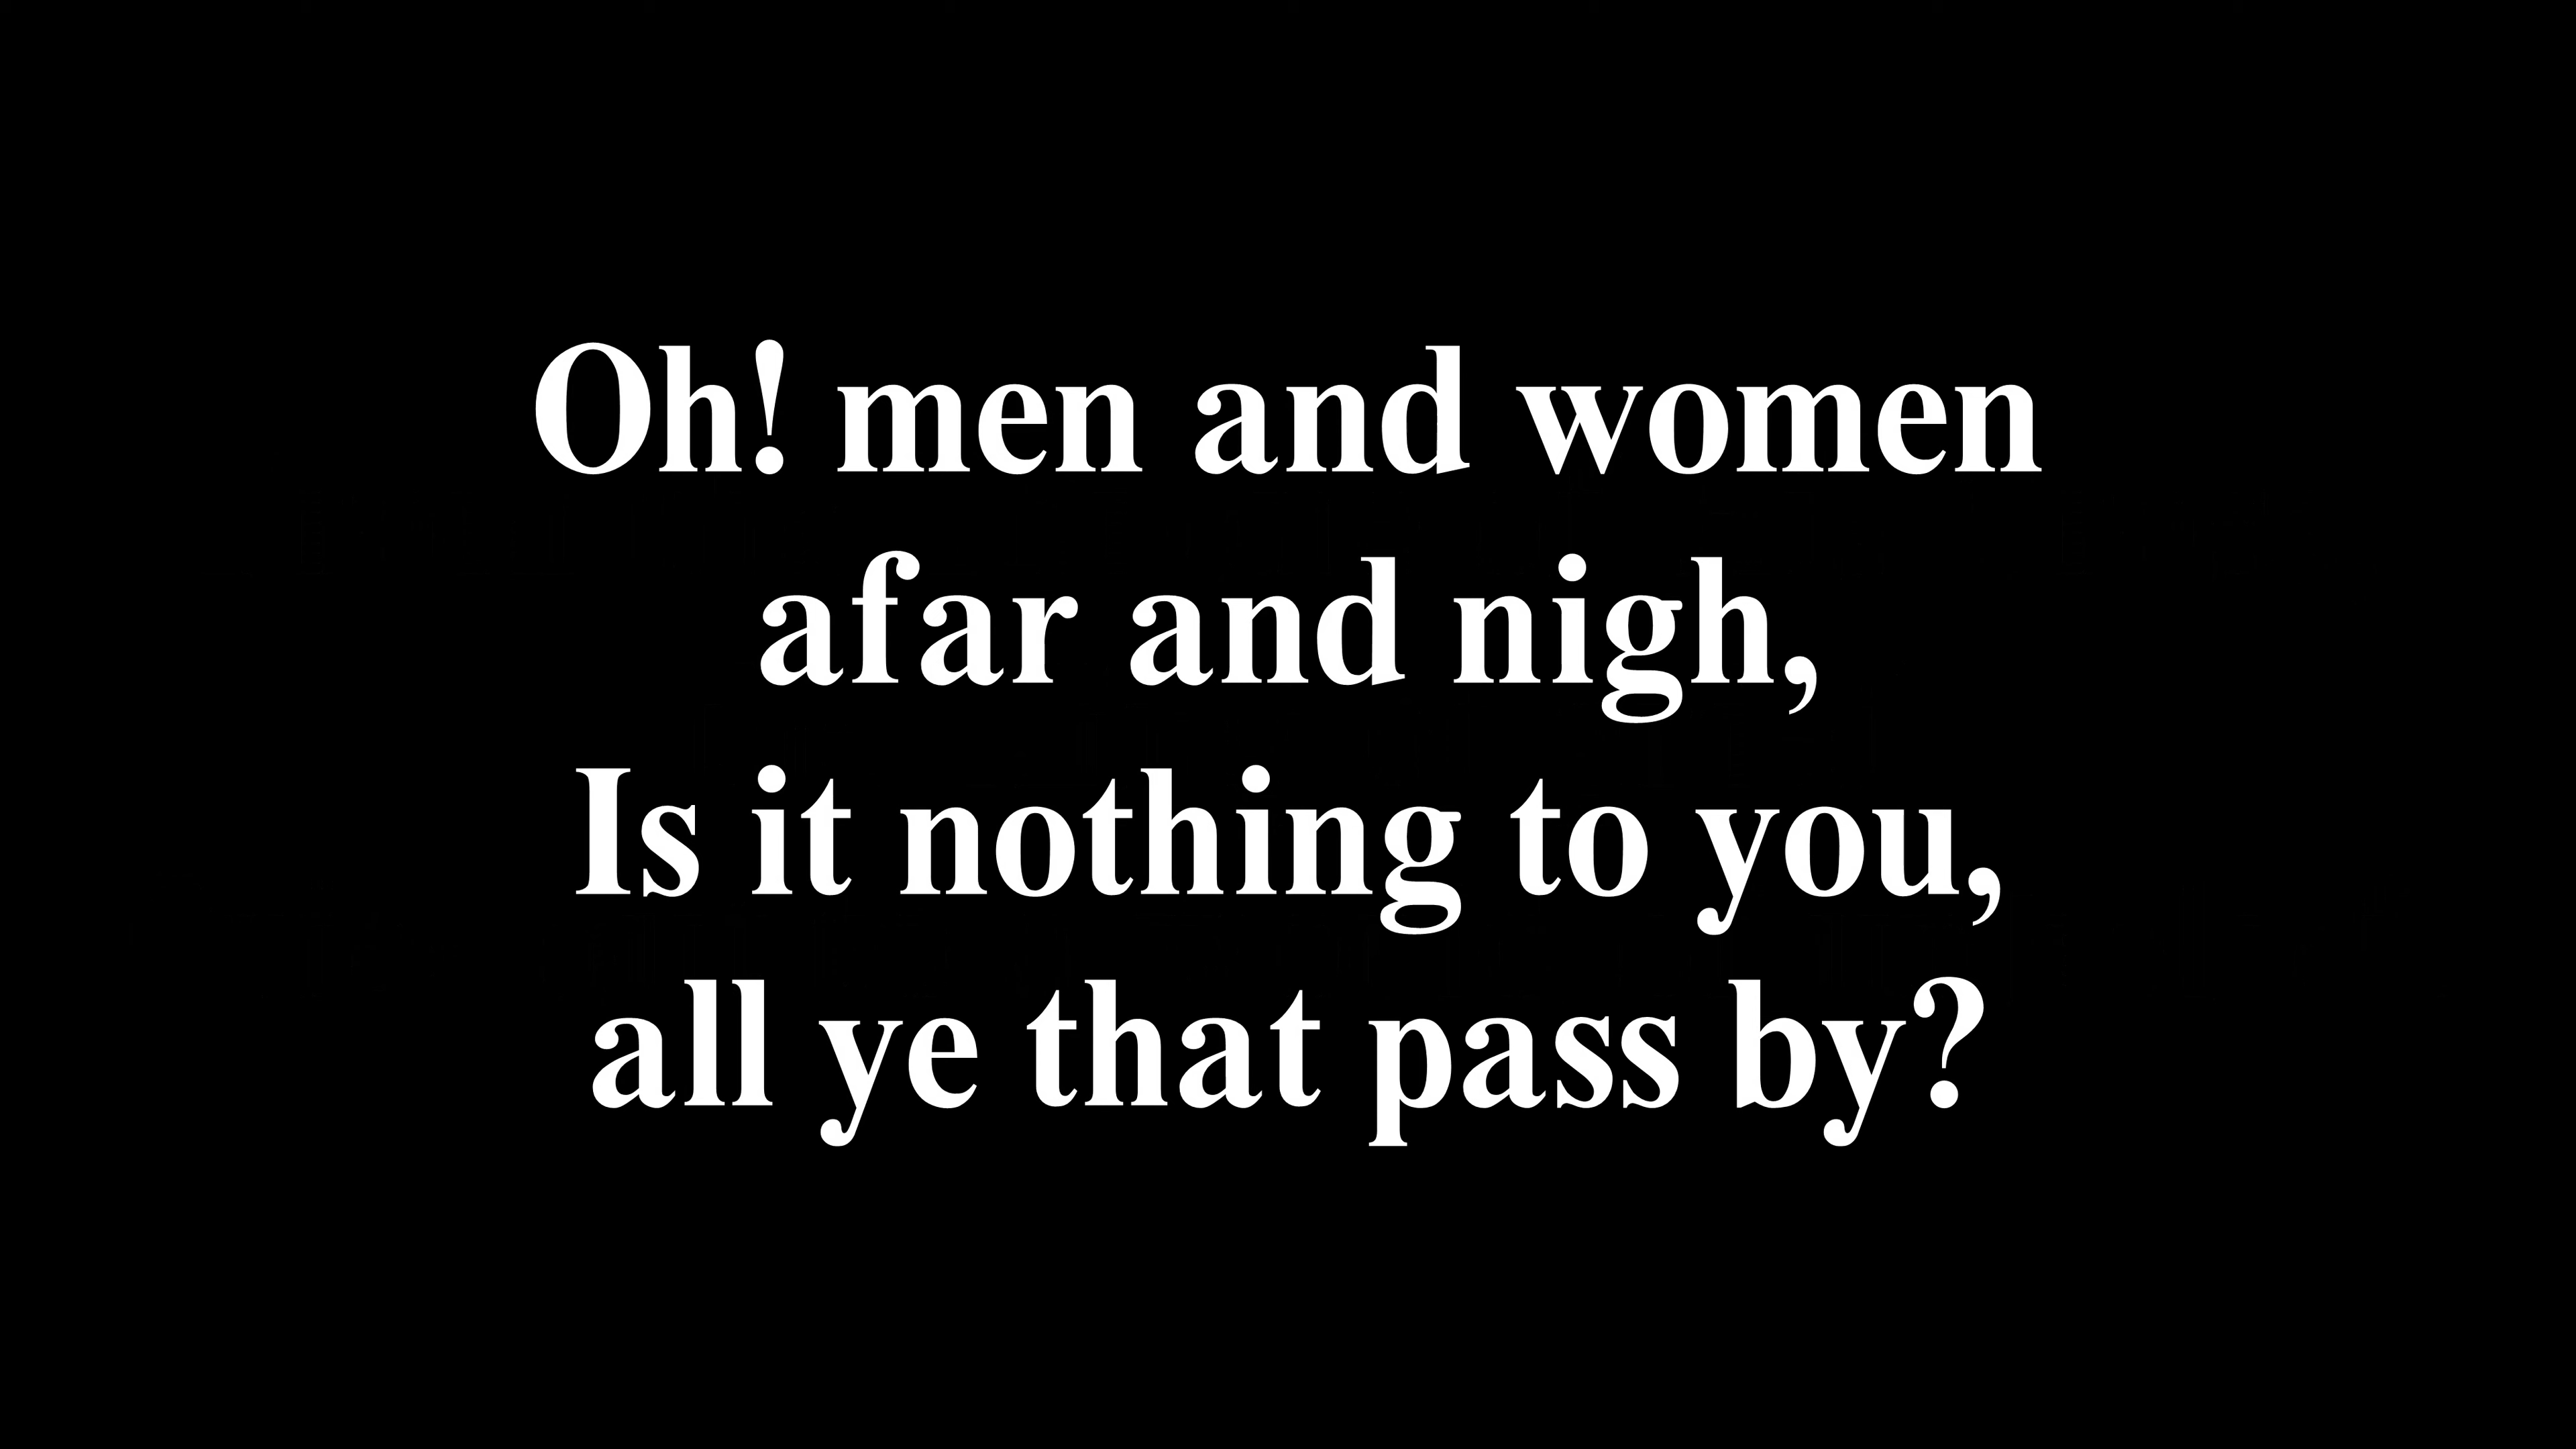 Oh! men and women
afar and nigh,
Is it nothing to you,
all ye that pass by?